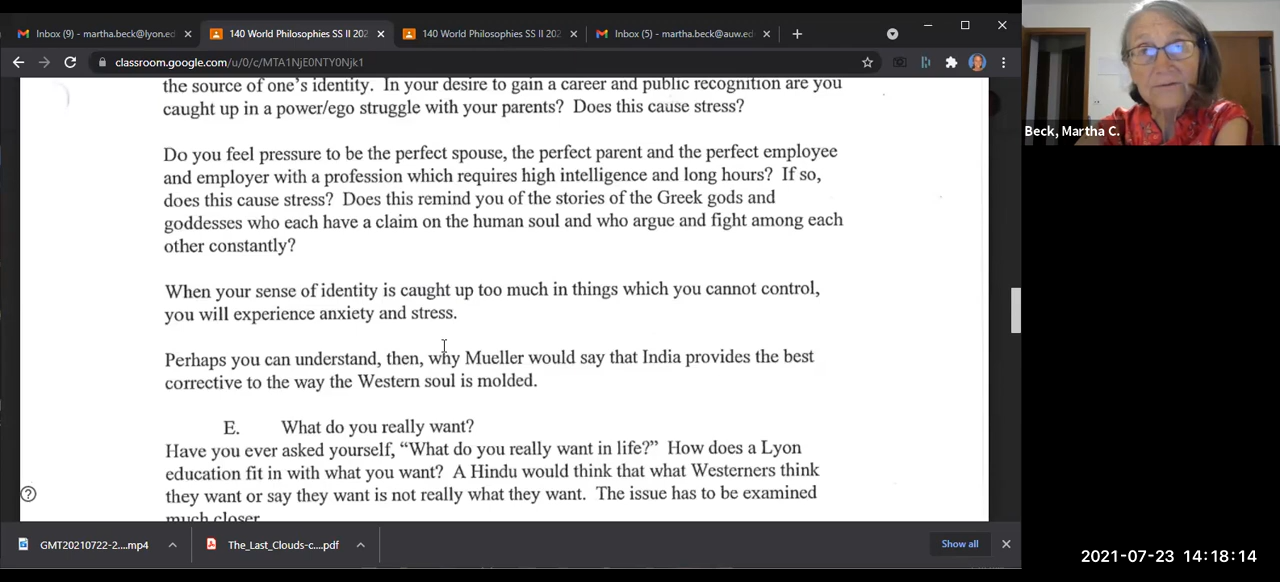 Inbox (9) - martha.beck@lyon.ed
140 World Philosophies SS II 202
140 World Philosophies SS II 202
Inbox (5) - martha.beck@auw.ed
classroom.google.com/u/0/c/MTA1NjE0NTY0Njk1
the source of one's identity. In your desire to gain a career and public recognition are you
caught up in a power/ego struggle with your parents? Does this cause stress?
Do you feel pressure to be the perfect spouse, the perfect parent and the perfect employee
and employer with a profession which requires high intelligence and long hours? If so,
does this cause stress? Does this remind you of the stories of the Greek gods and
goddesses who each have a claim on the human soul and who argue and fight among each
other constantly?
When your sense of identity is caught up too much in things which you cannot control,
you will experience anxiety and stress.
Perhaps you can understand, then, why Mueller would say that India provides the best
corrective to the way the Western soul is molded.
E. What do you really want?
Have you ever asked yourself, "What do you really want in life?" How does a Lyon
education fit in with what you want? A Hindu would think that what Westerners think
they want or say they want is not really what they want. The issue has to be examined
much closer.
GMT20210722-2....mp4
The_Last_Clouds-c....pdf
Show all
Beck, Martha C.
2021-07-23 14:18:14